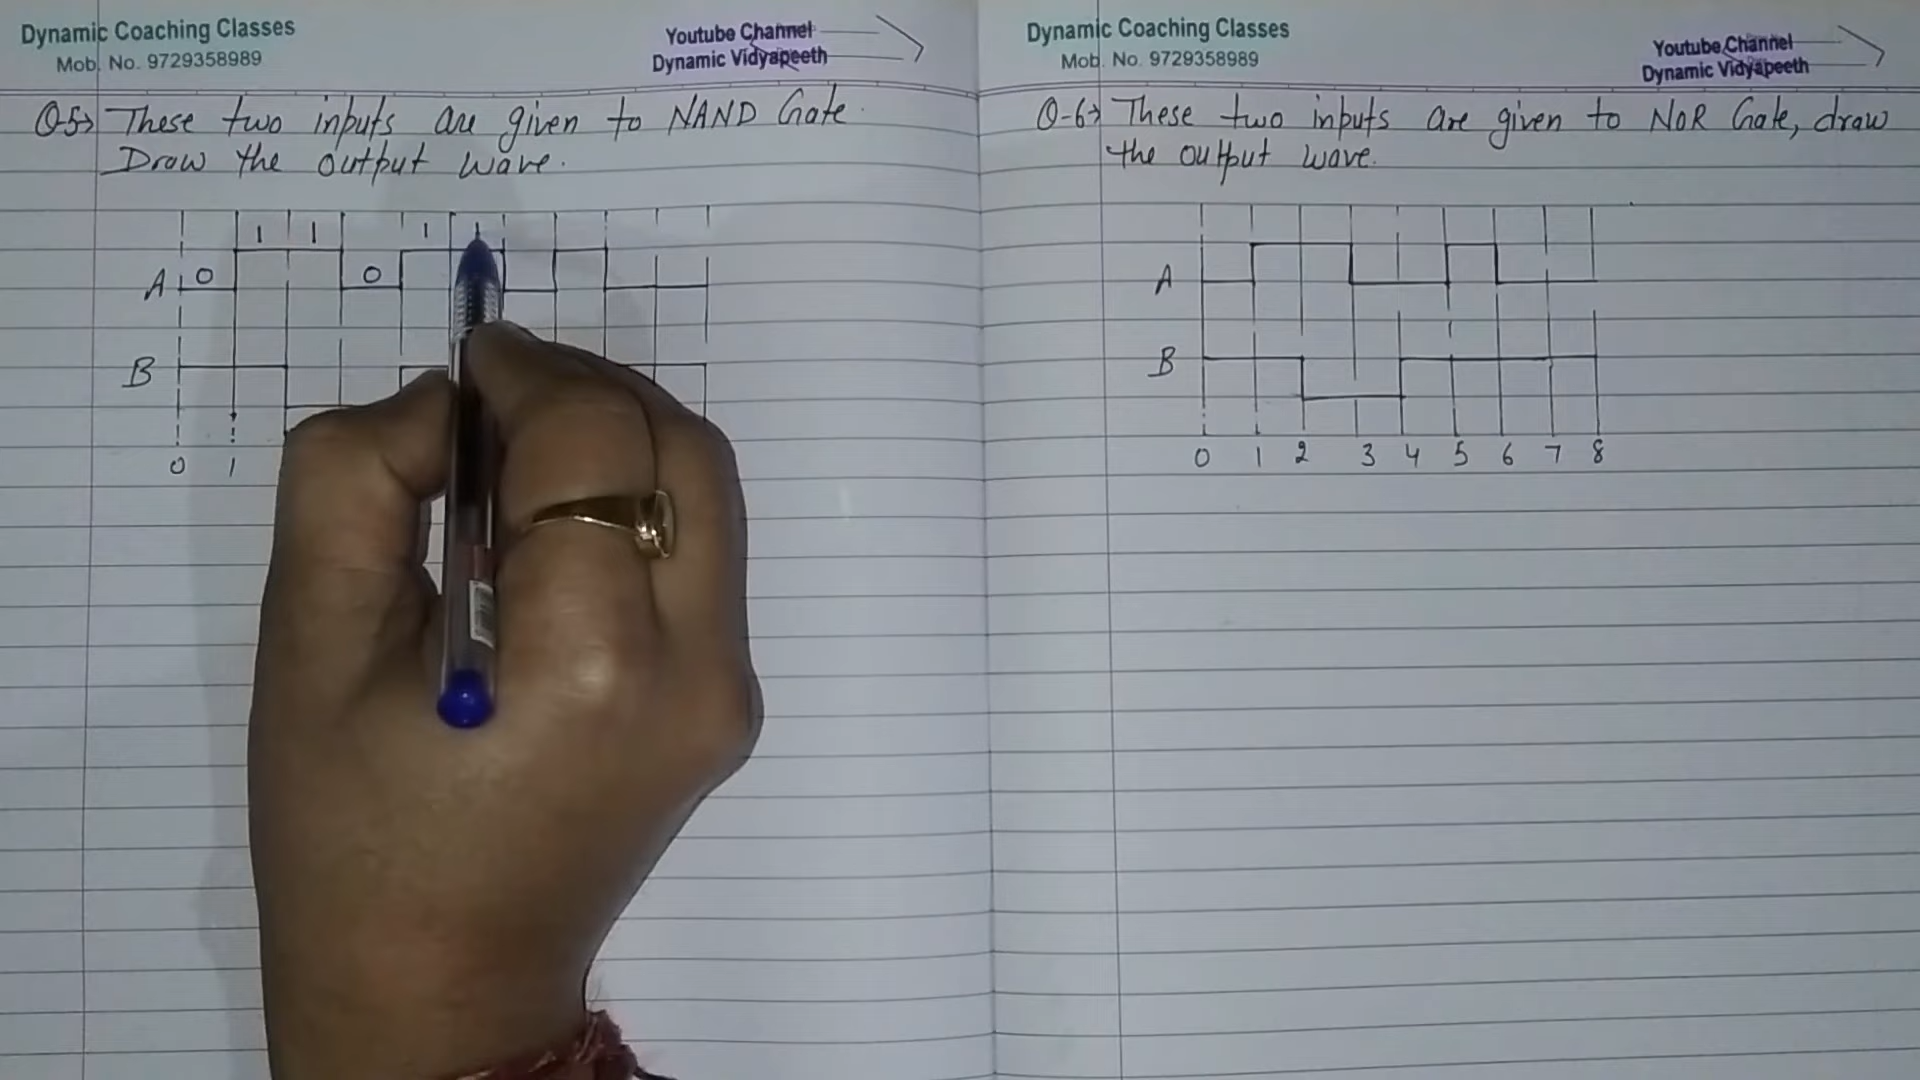 Dynamic Coaching Classes
Mob. No. 9729358989
Youtube Channel
Dynamic Vidyapeeth
Q-5> These two inputs are given to NAND Gate.
Draw the output wave.
1 1 1 1
A 0 0
B
0 1
Dynamic Coaching Classes
Mob. No. 9729358989
Youtube Channel
Dynamic Vidyapeeth
Q-6> These two inputs are given to NOR Gate, draw
the output wave.
A
B
0 1 2 3 4 5 6 7 8